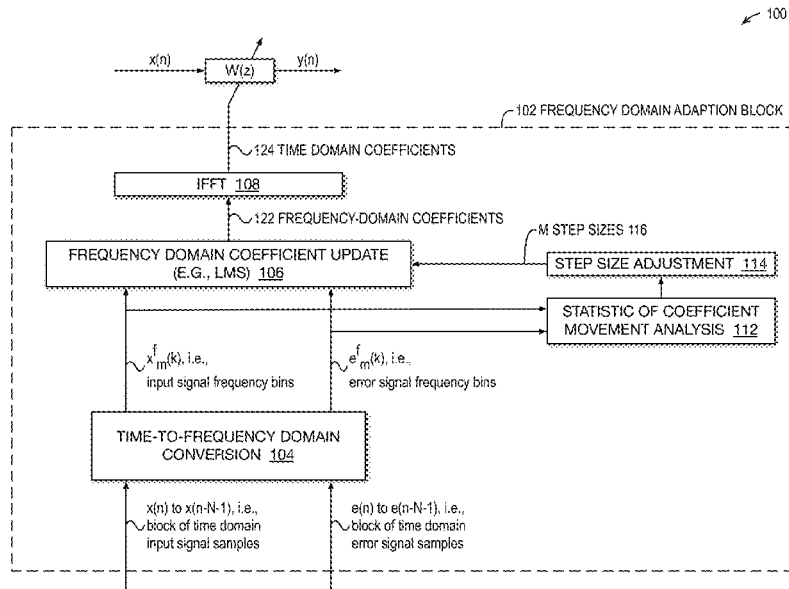 100
x(n)
W(z)
y(n)
102 FREQUENCY DOMAIN ADAPTION BLOCK
124 TIME DOMAIN COEFFICIENTS
IFFT 108
122 FREQUENCY-DOMAIN COEFFICIENTS
M STEP SIZES 116
FREQUENCY DOMAIN COEFFICIENT UPDATE
(E.G., LMS) 106
STEP SIZE ADJUSTMENT 114
STATISTIC OF COEFFICIENT
MOVEMENT ANALYSIS 112
x^f_m(k), i.e.,
input signal frequency bins
e^f_m(k), i.e.,
error signal frequency bins
TIME-TO-FREQUENCY DOMAIN
CONVERSION 104
x(n) to x(n-N-1), i.e.,
block of time domain
input signal samples
e(n) to e(n-N-1), i.e.,
block of time domain
error signal samples